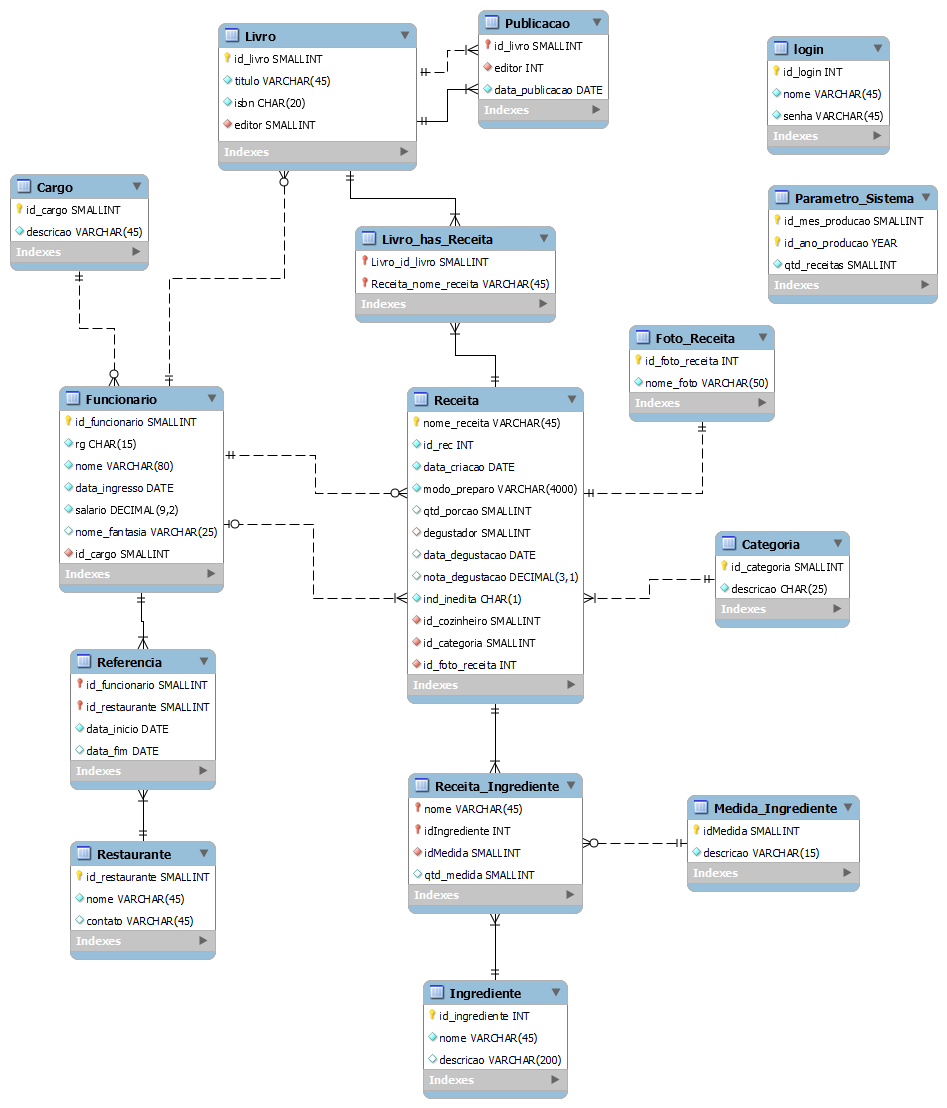 Livro
id_livro SMALLINT
titulo VARCHAR(45)
isbn CHAR(20)
editor SMALLINT
Indexes
Publicacao
id_livro SMALLINT
editor INT
data_publicacao DATE
Indexes
login
id_login INT
nome VARCHAR(45)
senha VARCHAR(45)
Indexes
Cargo
id_cargo SMALLINT
descricao VARCHAR(45)
Indexes
Livro_has_Receita
Livro_id_livro SMALLINT
Receita_nome_receita VARCHAR(45)
Indexes
Parametro_Sistema
id_mes_producao SMALLINT
id_ano_producao YEAR
qtd_receitas SMALLINT
Indexes
Foto_Receita
id_foto_receita INT
nome_foto VARCHAR(50)
Indexes
Funcionario
id_funcionario SMALLINT
rg CHAR(15)
nome VARCHAR(80)
data_ingresso DATE
salario DECIMAL(9,2)
nome_fantasia VARCHAR(25)
id_cargo SMALLINT
Indexes
Receita
nome_receita VARCHAR(45)
id_rec INT
data_criacao DATE
modo_preparo VARCHAR(4000)
qtd_porcao SMALLINT
degustador SMALLINT
data_degustacao DATE
nota_degustacao DECIMAL(3,1)
ind_inedita CHAR(1)
id_cozinheiro SMALLINT
id_categoria SMALLINT
id_foto_receita INT
Indexes
Categoria
id_categoria SMALLINT
descricao CHAR(25)
Indexes
Referencia
id_funcionario SMALLINT
id_restaurante SMALLINT
data_inicio DATE
data_fim DATE
Indexes
Receita_Ingrediente
nome VARCHAR(45)
idIngrediente INT
idMedida SMALLINT
qtd_medida SMALLINT
Indexes
Medida_Ingrediente
idMedida SMALLINT
descricao VARCHAR(15)
Indexes
Restaurante
id_restaurante SMALLINT
nome VARCHAR(45)
contato VARCHAR(45)
Indexes
Ingrediente
id_ingrediente INT
nome VARCHAR(45)
descricao VARCHAR(200)
Indexes